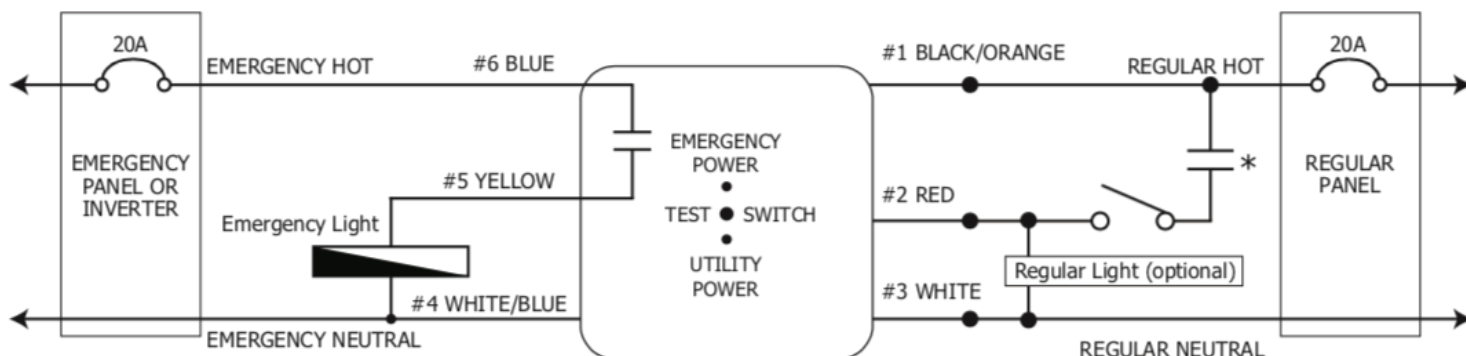 20A
EMERGENCY HOT
#6 BLUE
#1 BLACK/ORANGE
REGULAR HOT
20A
EMERGENCY
PANEL OR
INVERTER
#5 YELLOW
Emergency Light
#4 WHITE/BLUE
EMERGENCY NEUTRAL
EMERGENCY
POWER
TEST SWITCH
UTILITY
POWER
#2 RED
*
REGULAR
PANEL
Regular Light (optional)
#3 WHITE
REGULAR NEUTRAL